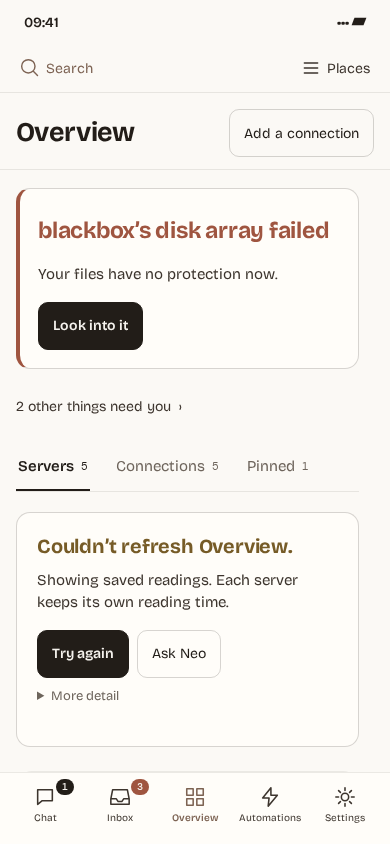 09:41
Search
Places
Overview
Add a connection
blackbox's disk array failed
Your files have no protection now.
Look into it
2 other things need you ›
Servers 5
Connections 5
Pinned 1
Couldn't refresh Overview.
Showing saved readings. Each server
keeps its own reading time.
Try again
Ask Neo
More detail
1
3
Chat
Inbox
Overview
Automations
Settings